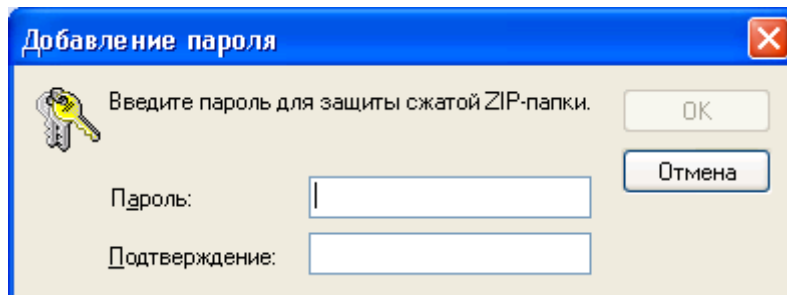 Добавление пароля
Введите пароль для защиты сжатой ZIP-папки.
OK
Отмена
Пароль:
Подтверждение: